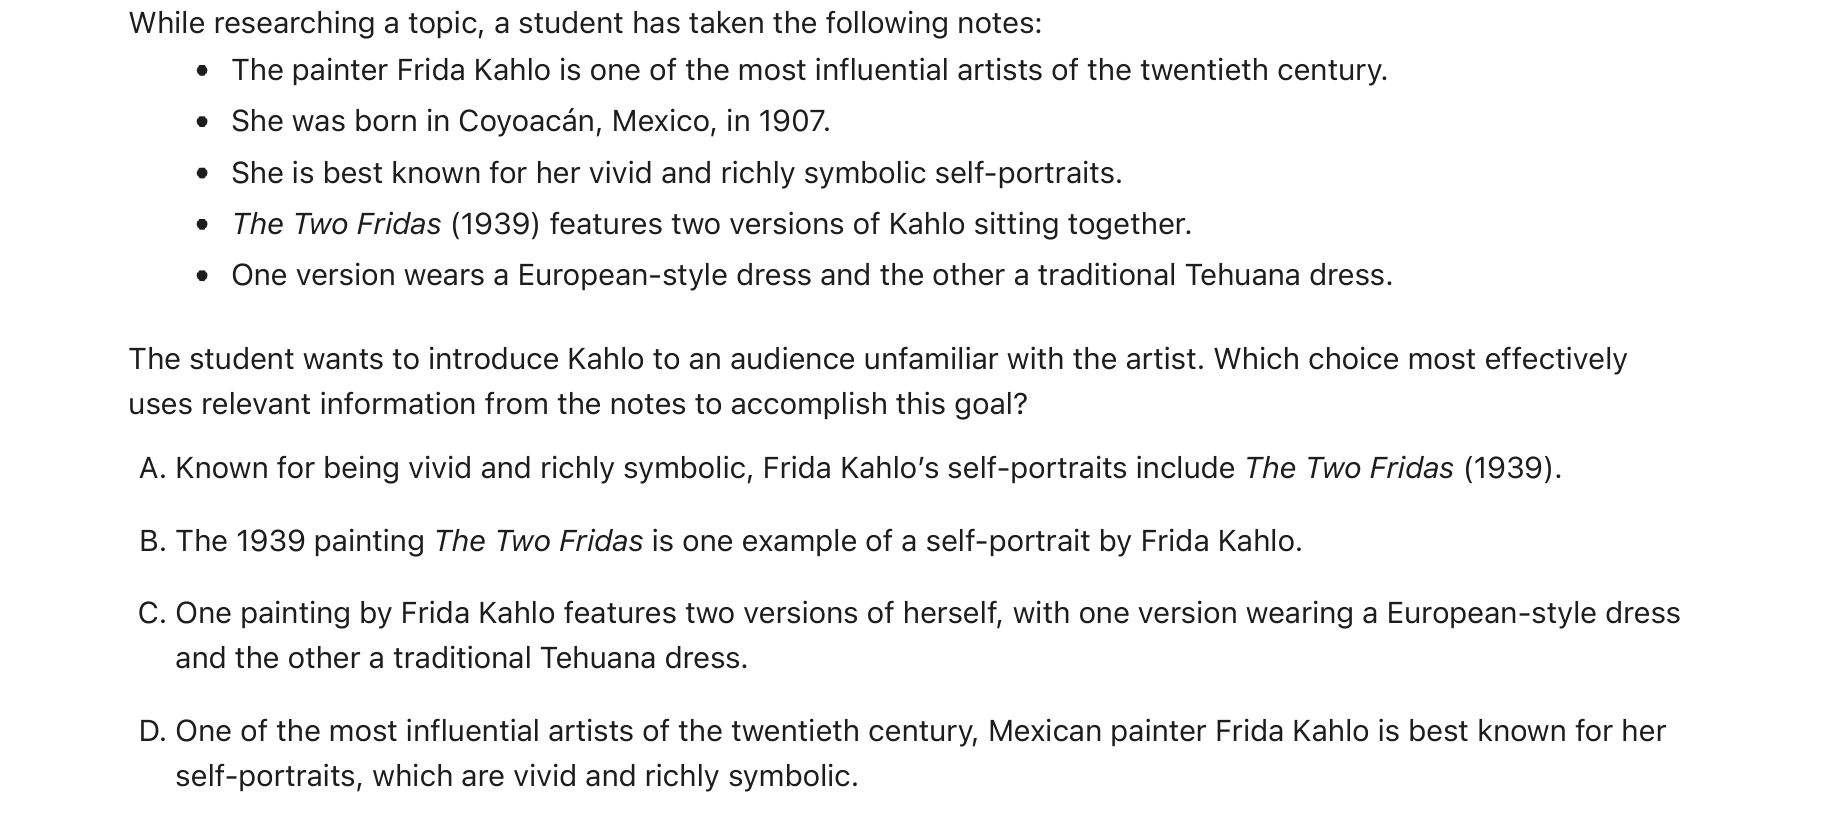 While researching a topic, a student has taken the following notes:
• The painter Frida Kahlo is one of the most influential artists of the twentieth century.
• She was born in Coyoacán, Mexico, in 1907.
• She is best known for her vivid and richly symbolic self-portraits.
• The Two Fridas (1939) features two versions of Kahlo sitting together.
• One version wears a European-style dress and the other a traditional Tehuana dress.
The student wants to introduce Kahlo to an audience unfamiliar with the artist. Which choice most effectively
uses relevant information from the notes to accomplish this goal?
A. Known for being vivid and richly symbolic, Frida Kahlo’s self-portraits include The Two Fridas (1939).
B. The 1939 painting The Two Fridas is one example of a self-portrait by Frida Kahlo.
C. One painting by Frida Kahlo features two versions of herself, with one version wearing a European-style dress
and the other a traditional Tehuana dress.
D. One of the most influential artists of the twentieth century, Mexican painter Frida Kahlo is best known for her
self-portraits, which are vivid and richly symbolic.